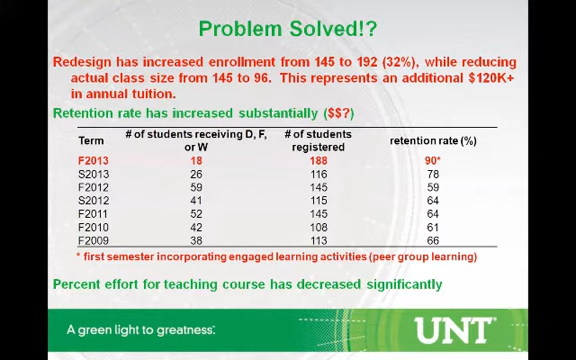 Problem Solved!?
Redesign has increased enrollment from 145 to 192 (32%), while reducing
actual class size from 145 to 96. This represents an additional $120K+
in annual tuition.
Retention rate has increased substantially ($$?)
Term # of students receiving D, F, or W # of students registered retention rate (%)
F2013 18 188 90*
S2013 26 116 78
F2012 59 145 59
S2012 41 115 64
F2011 52 145 64
F2010 42 108 61
F2009 38 113 66
* first semester incorporating engaged learning activities (peer group learning)
Percent effort for teaching course has decreased significantly
A green light to greatness.
UNT